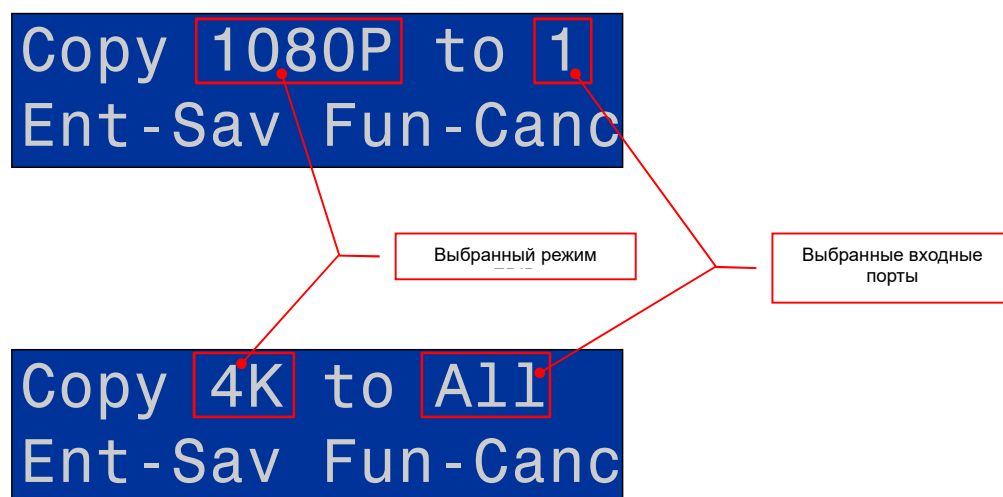 Copy 1080P to 1
Ent-Sav Fun-Canc
Выбранный режим
Выбранные входные
порты
Copy 4K to All
Ent-Sav Fun-Canc